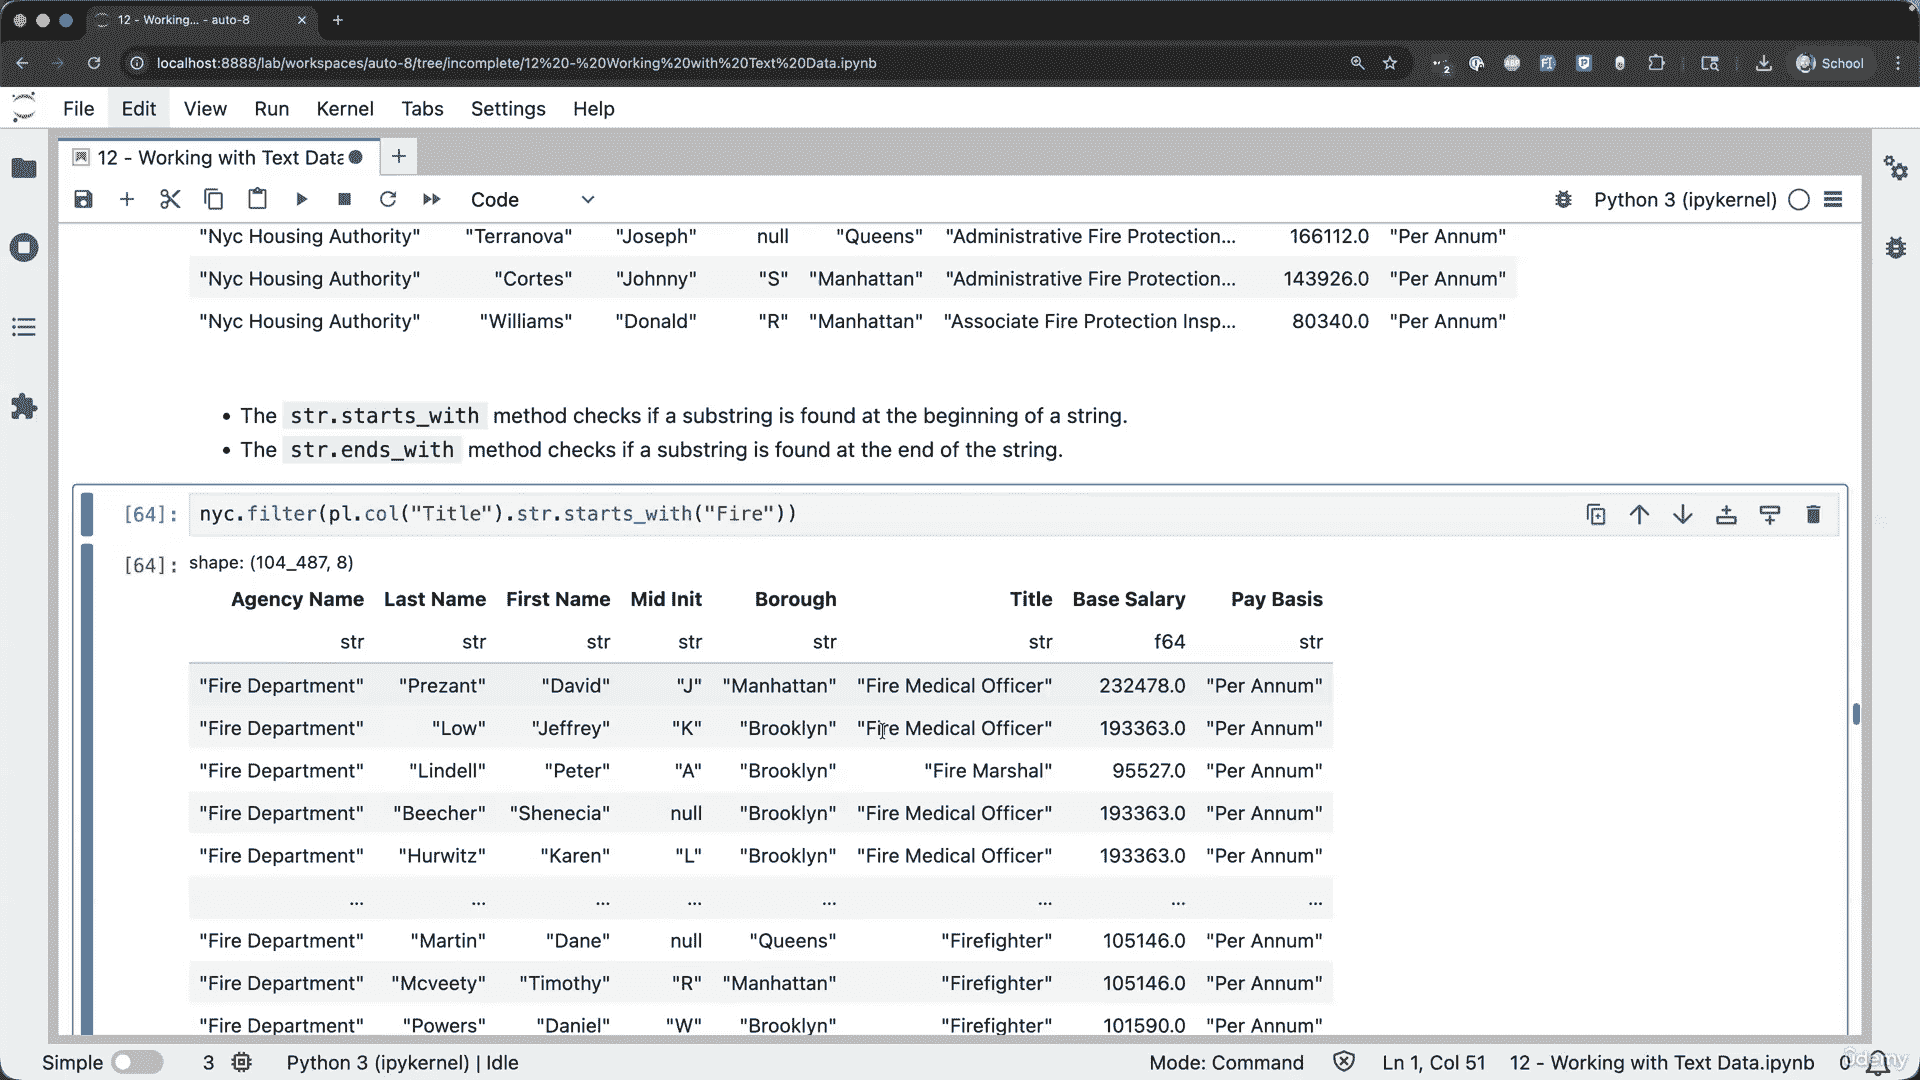 12 - Working... - auto-8
localhost:8888/lab/workspaces/auto-8/tree/incomplete/12%20-%20Working%20with%20Text%20Data.ipynb
2
School
File Edit View Run Kernel Tabs Settings Help
12 - Working with Text Data
Code
Python 3 (ipykernel)
"Nyc Housing Authority" "Terranova" "Joseph" null "Queens" "Administrative Fire Protection... 166112.0 "Per Annum"
"Nyc Housing Authority" "Cortes" "Johnny" "S" "Manhattan" "Administrative Fire Protection... 143926.0 "Per Annum"
"Nyc Housing Authority" "Williams" "Donald" "R" "Manhattan" "Associate Fire Protection Insp... 80340.0 "Per Annum"
• The str.starts_with method checks if a substring is found at the beginning of a string.
• The str.ends_with method checks if a substring is found at the end of the string.
[64]: nyc.filter(pl.col("Title").str.starts_with("Fire"))
[64]: shape: (104_487, 8)
Agency Name Last Name First Name Mid Init Borough Title Base Salary Pay Basis
str str str str str str f64 str
"Fire Department" "Prezant" "David" "J" "Manhattan" "Fire Medical Officer" 232478.0 "Per Annum"
"Fire Department" "Low" "Jeffrey" "K" "Brooklyn" "Fire Medical Officer" 193363.0 "Per Annum"
"Fire Department" "Lindell" "Peter" "A" "Brooklyn" "Fire Marshal" 95527.0 "Per Annum"
"Fire Department" "Beecher" "Shenecia" null "Brooklyn" "Fire Medical Officer" 193363.0 "Per Annum"
"Fire Department" "Hurwitz" "Karen" "L" "Brooklyn" "Fire Medical Officer" 193363.0 "Per Annum"
... ... ... ... ... ... ... ...
"Fire Department" "Martin" "Dane" null "Queens" "Firefighter" 105146.0 "Per Annum"
"Fire Department" "Mcveety" "Timothy" "R" "Manhattan" "Firefighter" 105146.0 "Per Annum"
"Fire Department" "Powers" "Daniel" "W" "Brooklyn" "Firefighter" 101590.0 "Per Annum"
Simple 3 Python 3 (ipykernel) | Idle Mode: Command Ln 1, Col 51 12 - Working with Text Data.ipynb 0
Udemy